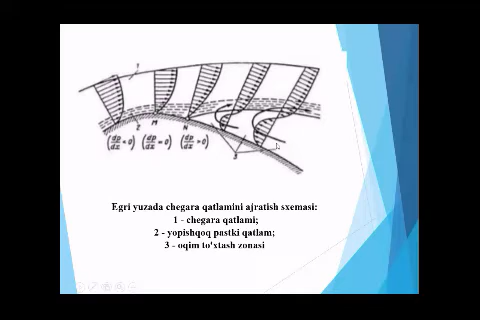 1
M
N
2
(dp/dx < 0) (dp/dx = 0) (dp/dx > 0)
3
Egri yuzada chegara qatlamini ajratish sxemasi:
1 - chegara qatlami;
2 - yopishqoq pastki qatlam;
3 - oqim to'xtash zonasi